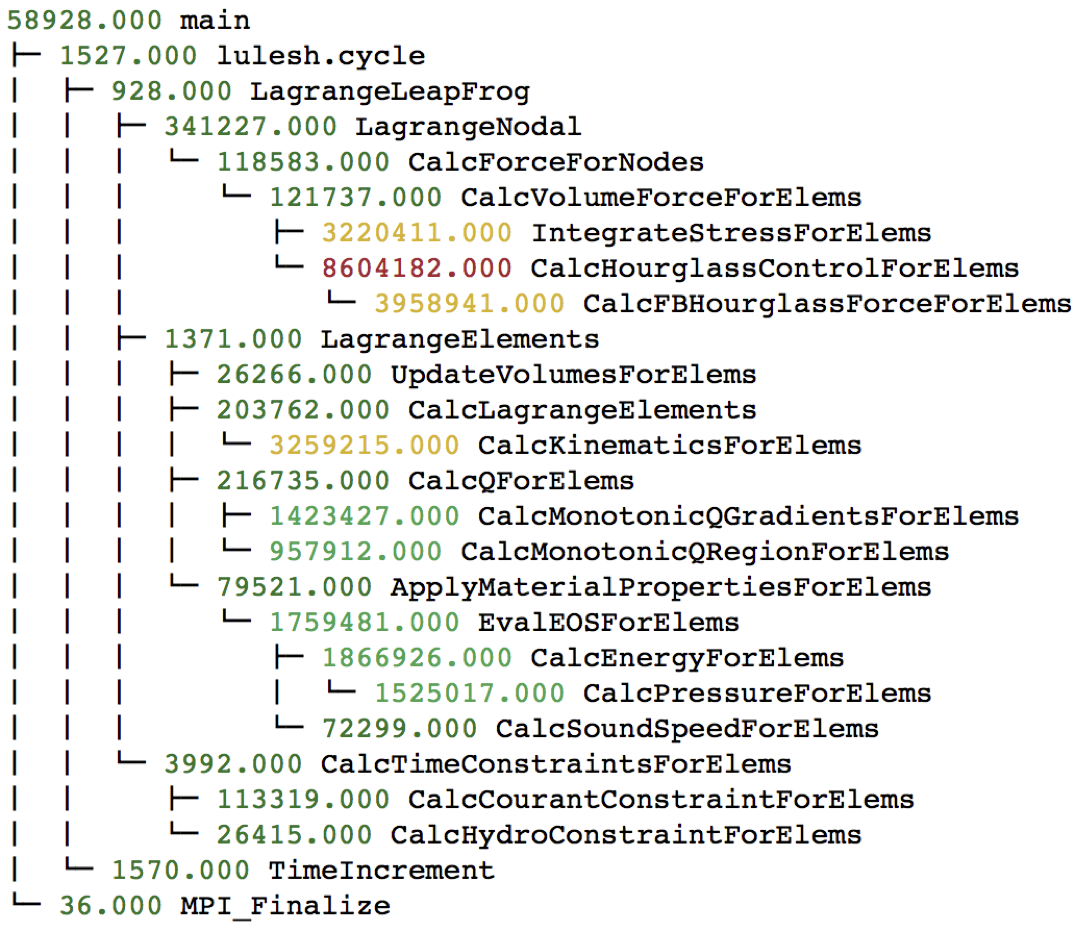 58928.000 main
├─ 1527.000 lulesh.cycle
│  ├─ 928.000 LagrangeLeapFrog
│  │  ├─ 341227.000 LagrangeNodal
│  │  │  └─ 118583.000 CalcForceForNodes
│  │  │     └─ 121737.000 CalcVolumeForceForElems
│  │  │        ├─ 3220411.000 IntegrateStressForElems
│  │  │        └─ 8604182.000 CalcHourglassControlForElems
│  │  │           └─ 3958941.000 CalcFBHourglassForceForElems
│  │  ├─ 1371.000 LagrangeElements
│  │  │  ├─ 26266.000 UpdateVolumesForElems
│  │  │  ├─ 203762.000 CalcLagrangeElements
│  │  │  │  └─ 3259215.000 CalcKinematicsForElems
│  │  │  ├─ 216735.000 CalcQForElems
│  │  │  │  ├─ 1423427.000 CalcMonotonicQGradientsForElems
│  │  │  │  └─ 957912.000 CalcMonotonicQRegionForElems
│  │  │  └─ 79521.000 ApplyMaterialPropertiesForElems
│  │  │     └─ 1759481.000 EvalEOSForElems
│  │  │        ├─ 1866926.000 CalcEnergyForElems
│  │  │        │  └─ 1525017.000 CalcPressureForElems
│  │  │        └─ 72299.000 CalcSoundSpeedForElems
│  │  └─ 3992.000 CalcTimeConstraintsForElems
│  │     ├─ 113319.000 CalcCourantConstraintForElems
│  │     └─ 26415.000 CalcHydroConstraintForElems
│  └─ 1570.000 TimeIncrement
└─ 36.000 MPI_Finalize